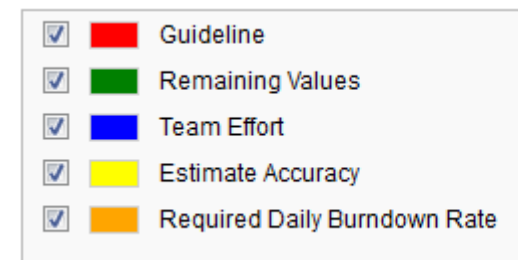 Guideline
Remaining Values
Team Effort
Estimate Accuracy
Required Daily Burndown Rate